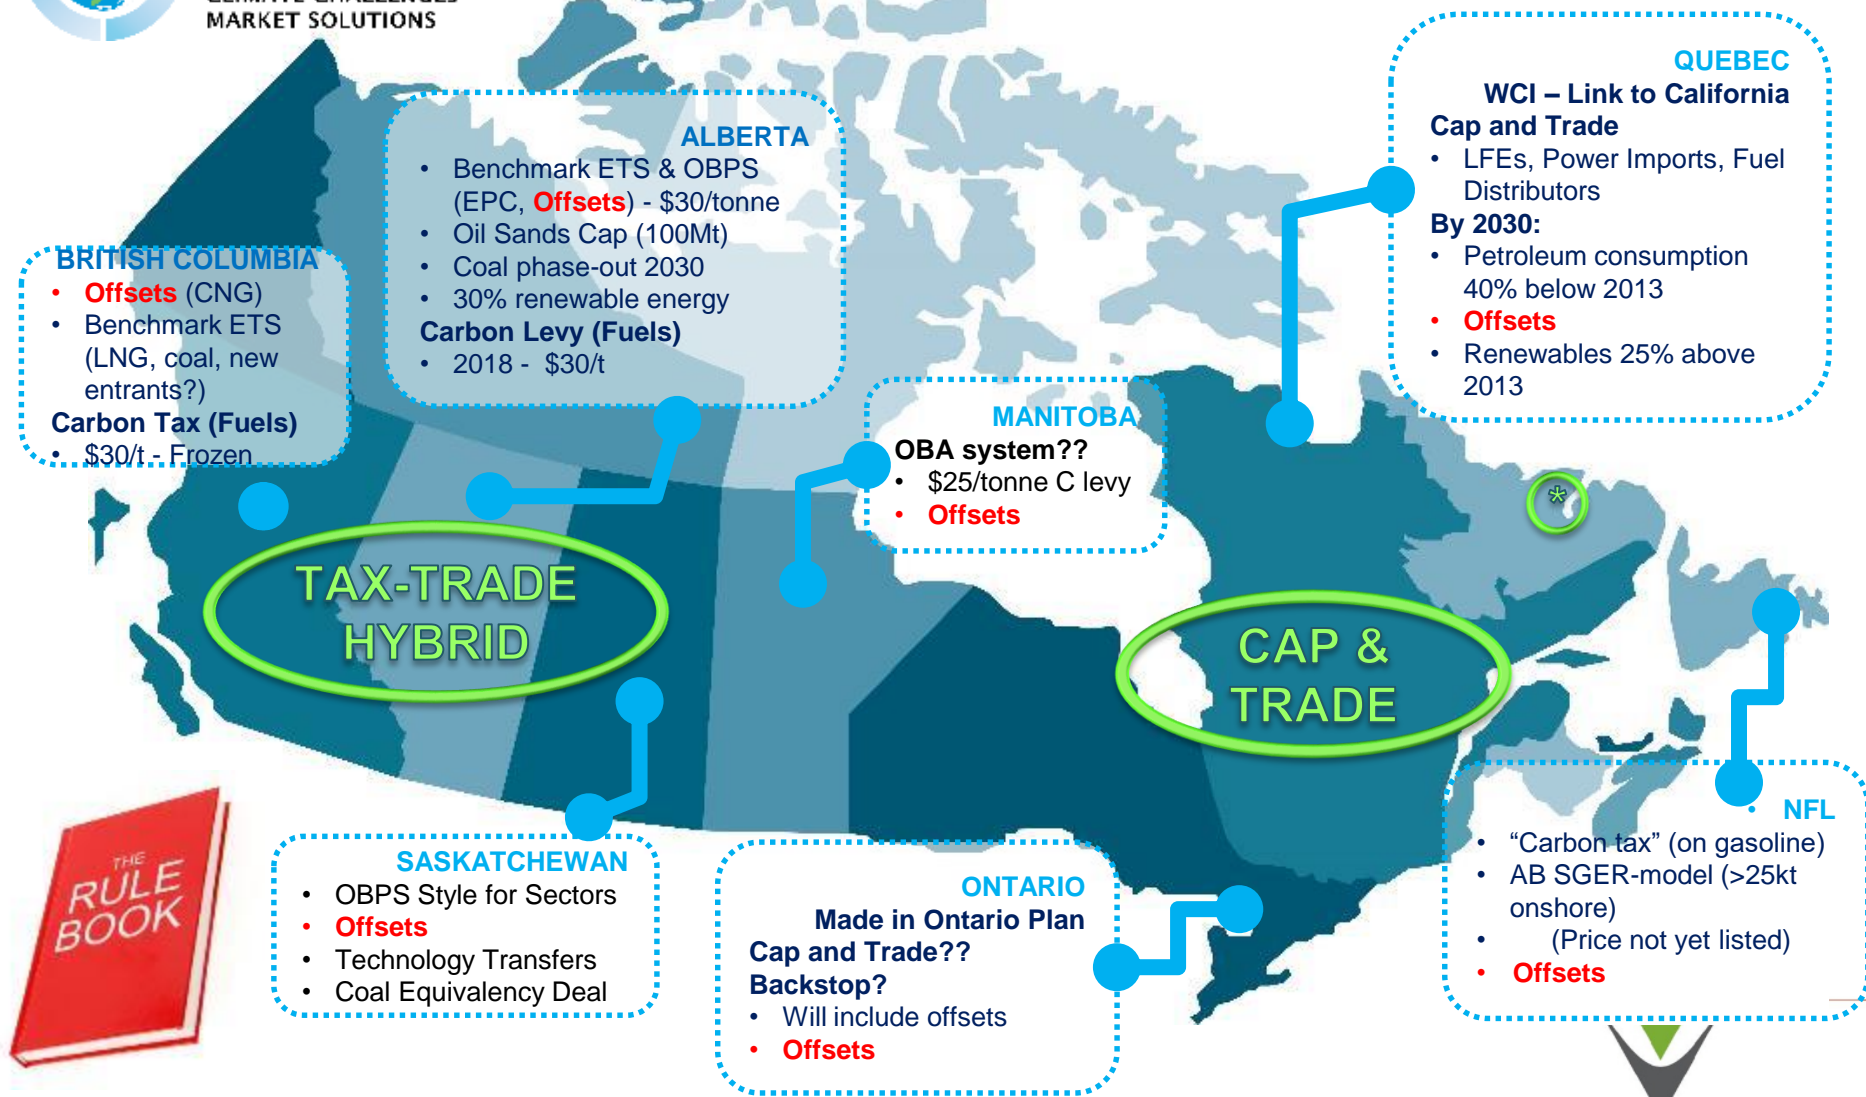 MARKET SOLUTIONS
QUEBEC
WCI – Link to California
Cap and Trade
• LFEs, Power Imports, Fuel
Distributors
By 2030:
• Petroleum consumption
40% below 2013
• Offsets
• Renewables 25% above
2013
ALBERTA
• Benchmark ETS & OBPS
(EPC, Offsets) - $30/tonne
• Oil Sands Cap (100Mt)
• Coal phase-out 2030
• 30% renewable energy
Carbon Levy (Fuels)
• 2018 - $30/t
BRITISH COLUMBIA
• Offsets (CNG)
• Benchmark ETS
(LNG, coal, new
entrants?)
Carbon Tax (Fuels)
• $30/t - Frozen
MANITOBA
OBA system??
• $25/tonne C levy
• Offsets
*
TAX-TRADE
HYBRID
CAP &
TRADE
THE
RULE
BOOK
SASKATCHEWAN
• OBPS Style for Sectors
• Offsets
• Technology Transfers
• Coal Equivalency Deal
ONTARIO
Made in Ontario Plan
Cap and Trade??
Backstop?
• Will include offsets
• Offsets
• NFL
• “Carbon tax” (on gasoline)
• AB SGER-model (>25kt
onshore)
• (Price not yet listed)
• Offsets